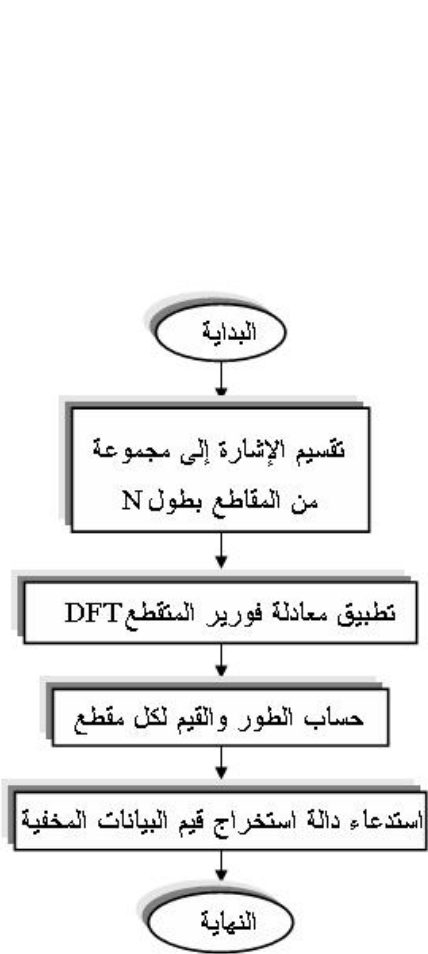 البداية
تقسيم الإشارة إلى مجموعة
من المقاطع بطول N
تطبيق معادلة فورير المتقطع DFT
حساب الطور والقيم لكل مقطع
استدعاء دالة استخراج قيم البيانات المخفية
النهاية